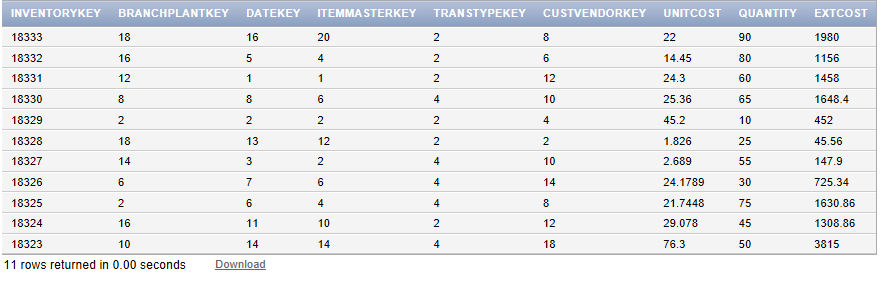 INVENTORYKEY BRANCHPLANTKEY DATEKEY ITEMMASTERKEY TRANSTYPEKEY CUSTVENDORKEY UNITCOST QUANTITY EXTCOST
18333 18 16 20 2 8 22 90 1980
18332 16 5 4 2 6 14.45 80 1156
18331 12 1 1 2 12 24.3 60 1458
18330 8 8 6 4 10 25.36 65 1648.4
18329 2 2 2 2 4 45.2 10 452
18328 18 13 12 2 2 1.826 25 45.56
18327 14 3 2 4 10 2.689 55 147.9
18326 6 7 6 4 14 24.1789 30 725.34
18325 2 6 4 4 8 21.7448 75 1630.86
18324 16 11 10 2 12 29.078 45 1308.86
18323 10 14 14 4 18 76.3 50 3815
11 rows returned in 0.00 seconds Download